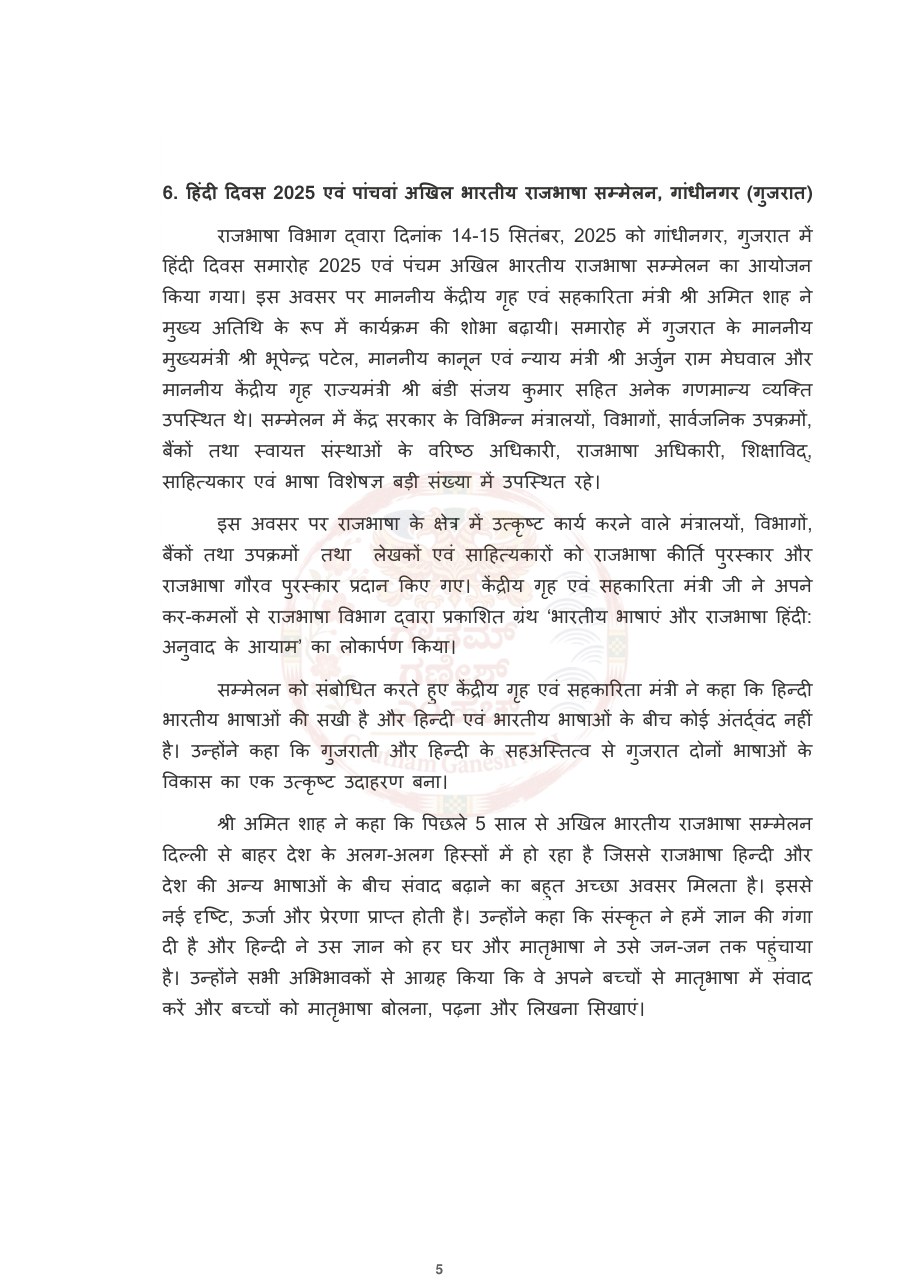 6. हिंदी दिवस 2025 एवं पांचवां अखिल भारतीय राजभाषा सम्मेलन, गांधीनगर (गुजरात)
राजभाषा विभाग द्वारा दिनांक 14-15 सितंबर, 2025 को गांधीनगर, गुजरात में
हिंदी दिवस समारोह 2025 एवं पंचम अखिल भारतीय राजभाषा सम्मेलन का आयोजन
किया गया। इस अवसर पर माननीय केंद्रीय गृह एवं सहकारिता मंत्री श्री अमित शाह ने
मुख्य अतिथि के रूप में कार्यक्रम की शोभा बढ़ायी। समारोह में गुजरात के माननीय
मुख्यमंत्री श्री भूपेन्द्र पटेल, माननीय कानून एवं न्याय मंत्री श्री अर्जुन राम मेघवाल और
माननीय केंद्रीय गृह राज्यमंत्री श्री बंडी संजय कुमार सहित अनेक गणमान्य व्यक्ति
उपस्थित थे। सम्मेलन में केंद्र सरकार के विभिन्न मंत्रालयों, विभागों, सार्वजनिक उपक्रमों,
बैंकों तथा स्वायत्त संस्थाओं के वरिष्ठ अधिकारी, राजभाषा अधिकारी, शिक्षाविद्,
साहित्यकार एवं भाषा विशेषज्ञ बड़ी संख्या में उपस्थित रहे।
इस अवसर पर राजभाषा के क्षेत्र में उत्कृष्ट कार्य करने वाले मंत्रालयों, विभागों,
बैंकों तथा उपक्रमों तथा लेखकों एवं साहित्यकारों को राजभाषा कीर्ति पुरस्कार और
राजभाषा गौरव पुरस्कार प्रदान किए गए। केंद्रीय गृह एवं सहकारिता मंत्री जी ने अपने
कर-कमलों से राजभाषा विभाग द्वारा प्रकाशित ग्रंथ ‘भारतीय भाषाएं और राजभाषा हिंदी:
अनुवाद के आयाम’ का लोकार्पण किया।
सम्मेलन को संबोधित करते हुए केंद्रीय गृह एवं सहकारिता मंत्री ने कहा कि हिन्दी
भारतीय भाषाओं की सखी है और हिन्दी एवं भारतीय भाषाओं के बीच कोई अंतर्द्वंद नहीं
है। उन्होंने कहा कि गुजराती और हिन्दी के सहअस्तित्व से गुजरात दोनों भाषाओं के
विकास का एक उत्कृष्ट उदाहरण बना।
श्री अमित शाह ने कहा कि पिछले 5 साल से अखिल भारतीय राजभाषा सम्मेलन
दिल्ली से बाहर देश के अलग-अलग हिस्सों में हो रहा है जिससे राजभाषा हिन्दी और
देश की अन्य भाषाओं के बीच संवाद बढ़ाने का बहुत अच्छा अवसर मिलता है। इससे
नई दृष्टि, ऊर्जा और प्रेरणा प्राप्त होती है। उन्होंने कहा कि संस्कृत ने हमें ज्ञान की गंगा
दी है और हिन्दी ने उस ज्ञान को हर घर और मातृभाषा ने उसे जन-जन तक पहुंचाया
है। उन्होंने सभी अभिभावकों से आग्रह किया कि वे अपने बच्चों से मातृभाषा में संवाद
करें और बच्चों को मातृभाषा बोलना, पढ़ना और लिखना सिखाएं।
ಗೌತಮ್
ಗಣೇಶ್
Goutham Ganesh
5